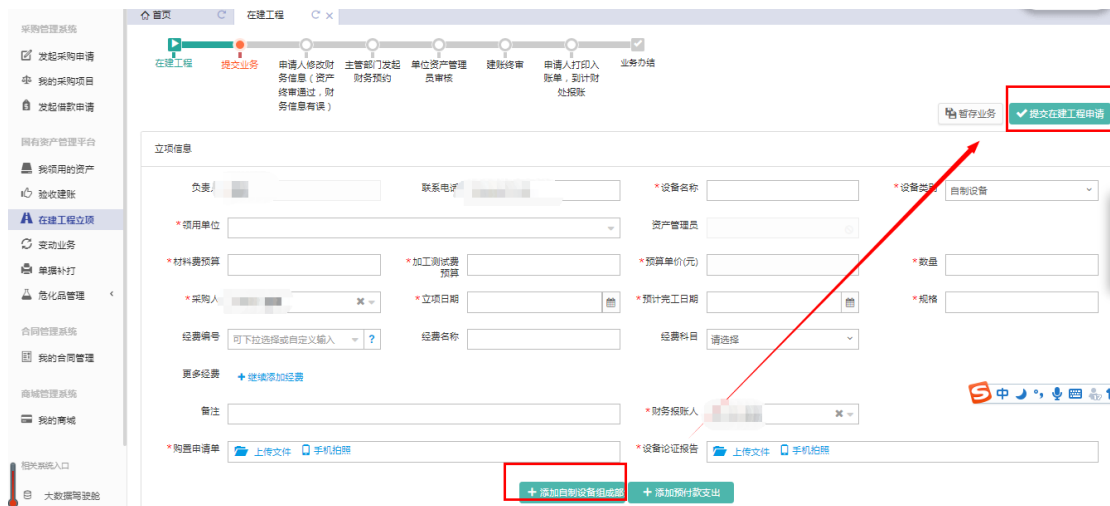 首页
在建工程
采购管理系统
发起采购申请
我的采购项目
发起借款申请
国有资产管理平台
我领用的资产
验收建账
在建工程立项
变动业务
单据补打
危化品管理
合同管理系统
我的合同管理
商城管理系统
我的商城
相关系统入口
大数据驾驶舱
在建工程
提交业务
申请人修改财
务信息（资产
终审通过，财
务信息有误）
主管部门发起
财务预约
单位资产管理
员审核
建账终审
申请人打印入
账单，到计财
处报账
业务办结
暂存业务
提交在建工程申请
立项信息
负责人
联系电话
*设备名称
*设备类别 自制设备
*领用单位
资产管理员
*材料费预算
*加工测试费
预算
*预算单价(元)
*数量
*采购人
*立项日期
*预计完工日期
*规格
经费编号 可下拉选择或自定义输入 ?
经费名称
经费科目 请选择
更多经费 +继续添加经费
备注
*财务报账人
*购置申请单 上传文件 手机拍照
*设备论证报告 上传文件 手机拍照
+ 添加自制设备组成部
+ 添加预付款支出
中